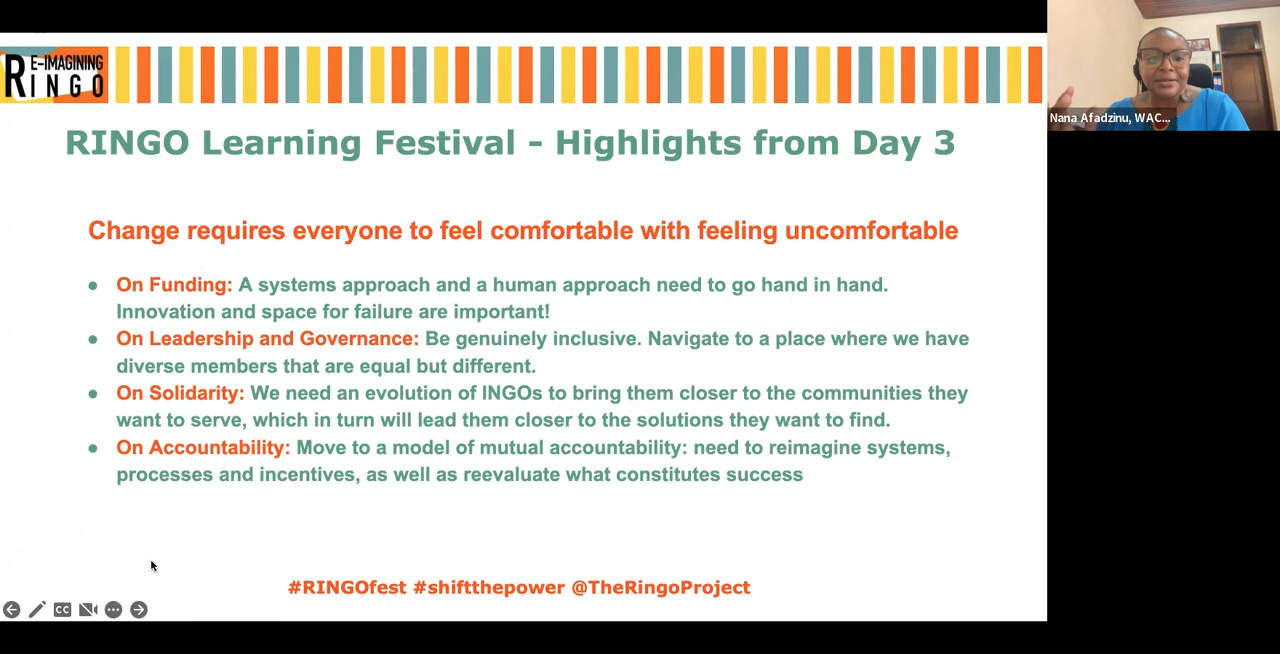 RE-IMAGINING
RINGO
Nana Afadzinu, WAC...
RINGO Learning Festival - Highlights from Day 3
Change requires everyone to feel comfortable with feeling uncomfortable
● On Funding: A systems approach and a human approach need to go hand in hand.
Innovation and space for failure are important!
● On Leadership and Governance: Be genuinely inclusive. Navigate to a place where we have
diverse members that are equal but different.
● On Solidarity: We need an evolution of INGOs to bring them closer to the communities they
want to serve, which in turn will lead them closer to the solutions they want to find.
● On Accountability: Move to a model of mutual accountability: need to reimagine systems,
processes and incentives, as well as reevaluate what constitutes success
#RINGOfest #shiftthepower @TheRingoProject
CC